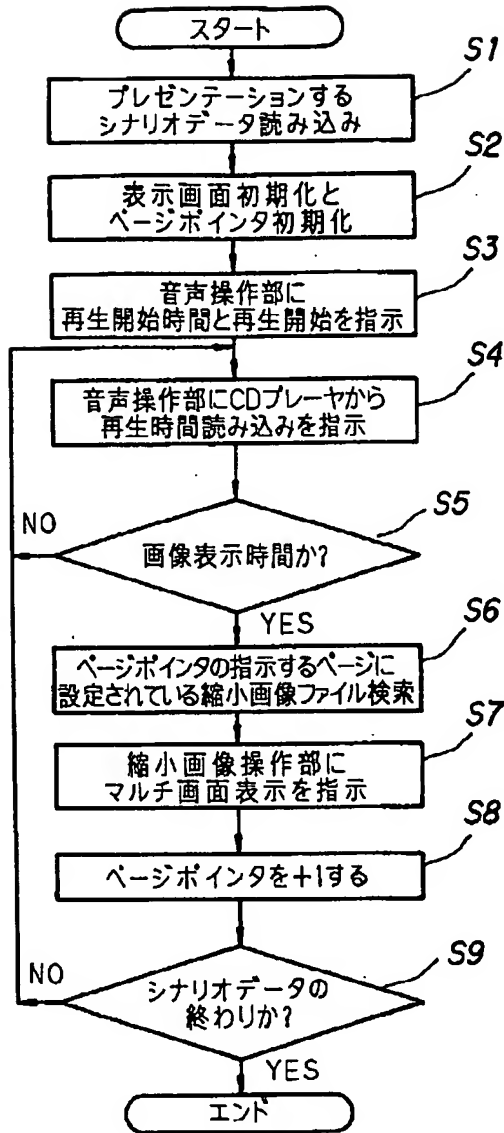 スタート
S1
プレゼンテーションする
シナリオデータ読み込み
S2
表示画面初期化と
ページポインタ初期化
S3
音声操作部に
再生開始時間と再生開始を指示
S4
音声操作部にCDプレーヤから
再生時間読み込みを指示
S5
NO
画像表示時間か?
YES
S6
ページポインタの指示するページに
設定されている縮小画像ファイル検索
S7
縮小画像操作部に
マルチ画面表示を指示
S8
ページポインタを+1する
S9
NO
シナリオデータの
終わりか?
YES
エンド